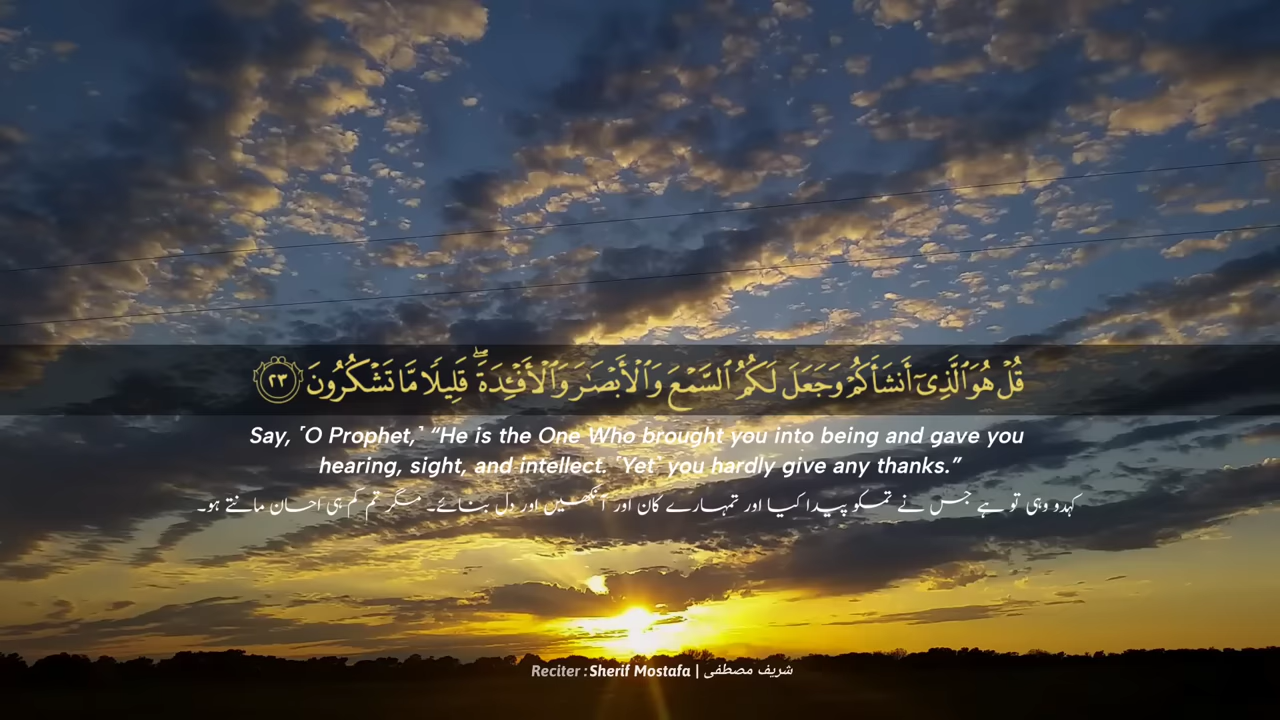 قُلْ هُوَ ٱلَّذِىٓ أَنشَأَكُمْ وَجَعَلَ لَكُمُ ٱلسَّمْعَ وَٱلْأَبْصَـٰرَ وَٱلْأَفْـِٔدَةَ ۖ قَلِيلًا مَّا تَشْكُرُونَ ٢٣
Say, ˹O Prophet,˺ “He is the One Who brought you into being and gave you
hearing, sight, and intellect. ˹Yet˺ you hardly give any thanks.”
کہدو وہی تو ہے جس نے تمکو پیدا کیا اور تمہارے کان اور آنکھیں اور دل بنائے۔ مگر تم کم ہی احسان مانتے ہو۔
Reciter : Sherif Mostafa | شريف مصطفى